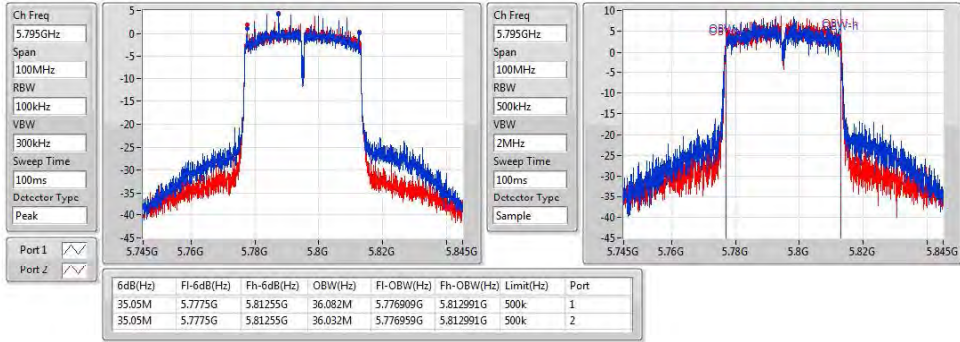 Ch Freq
5.795GHz
Span
100MHz
RBW
100kHz
VBW
300kHz
Sweep Time
100ms
Detector Type
Peak
Port 1
Port 2
5
0
-5
-10
-15
-20
-25
-30
-35
-40
-45
5.745G 5.76G 5.78G 5.8G 5.82G 5.845G
Ch Freq
5.795GHz
Span
100MHz
RBW
500kHz
VBW
2MHz
Sweep Time
100ms
Detector Type
Sample
10
5
0
-5
-10
-15
-20
-25
-30
-35
-40
-45
OBW-h
5.745G 5.76G 5.78G 5.8G 5.82G 5.845G
6dB(Hz) Fl-6dB(Hz) Fh-6dB(Hz) OBW(Hz) Fl-OBW(Hz) Fh-OBW(Hz) Limit(Hz) Port
35.05M 5.7775G 5.81255G 36.082M 5.776909G 5.812991G 500k 1
35.05M 5.7775G 5.81255G 36.032M 5.776959G 5.812991G 500k 2